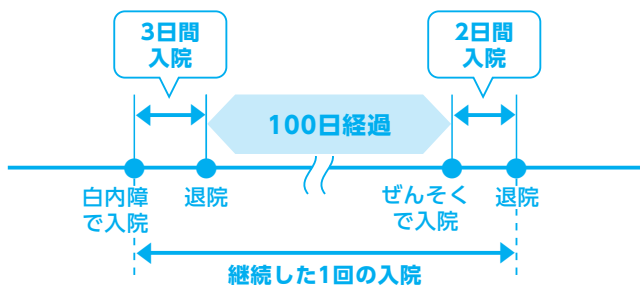 3日間
入院
2日間
入院
100日経過
白内障
で入院
退院
ぜんそく
で入院
退院
継続した1回の入院